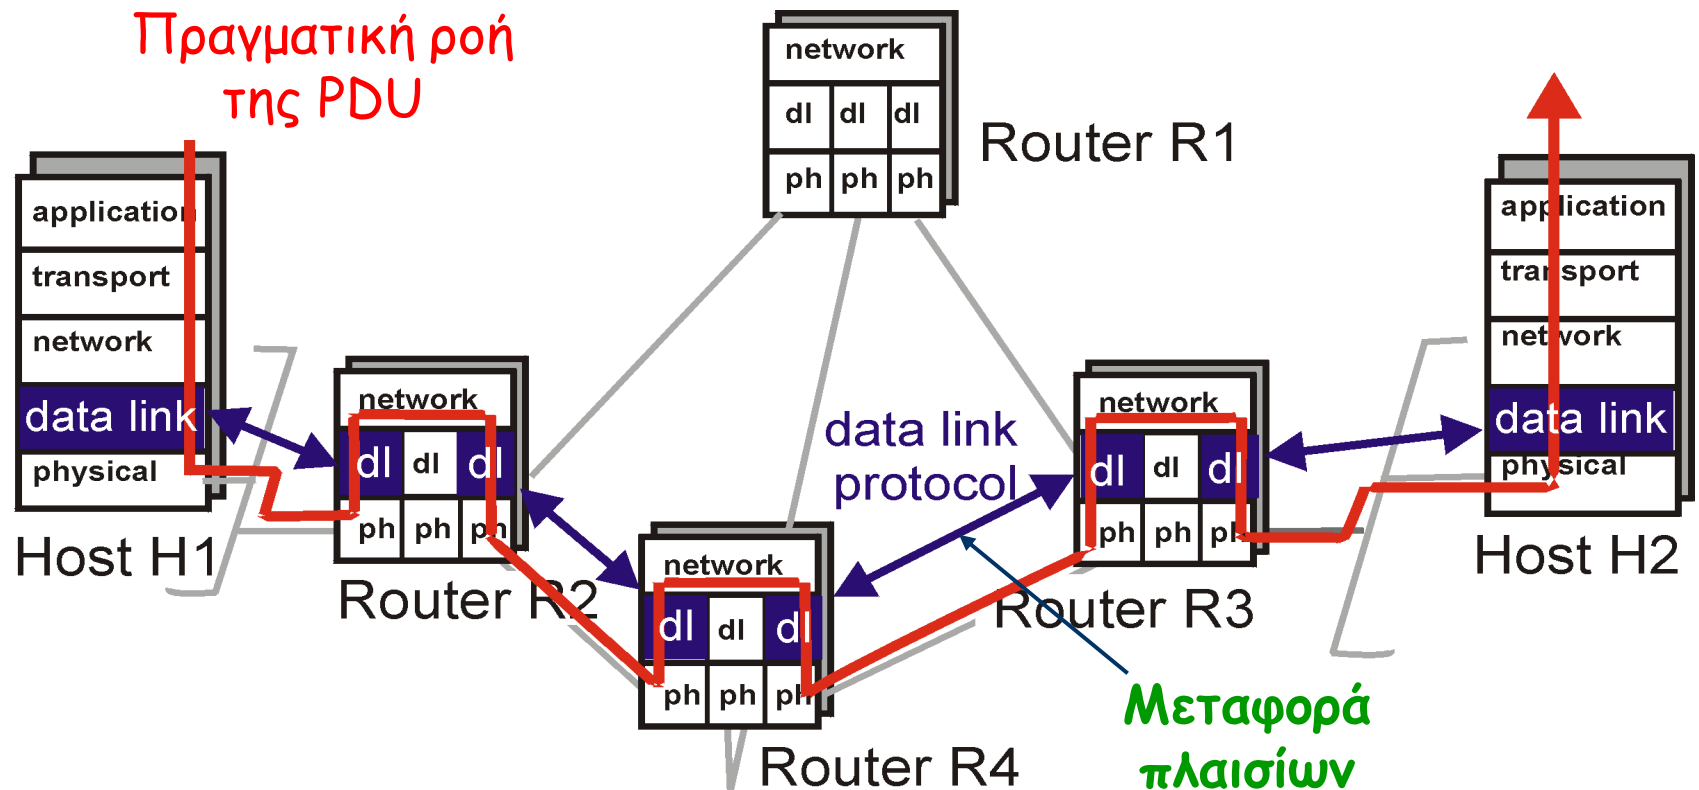 Πραγματική ροή
της PDU
network
dl dl dl
ph ph ph
Router R1
application
transport
network
data link
physical
Host H1
network
dl dl dl
ph ph ph
Router R2
data link
protocol
network
dl dl dl
ph ph ph
Router R4
network
dl dl dl
ph ph ph
Router R3
application
transport
network
data link
physical
Host H2
Μεταφορά
πλαισίων